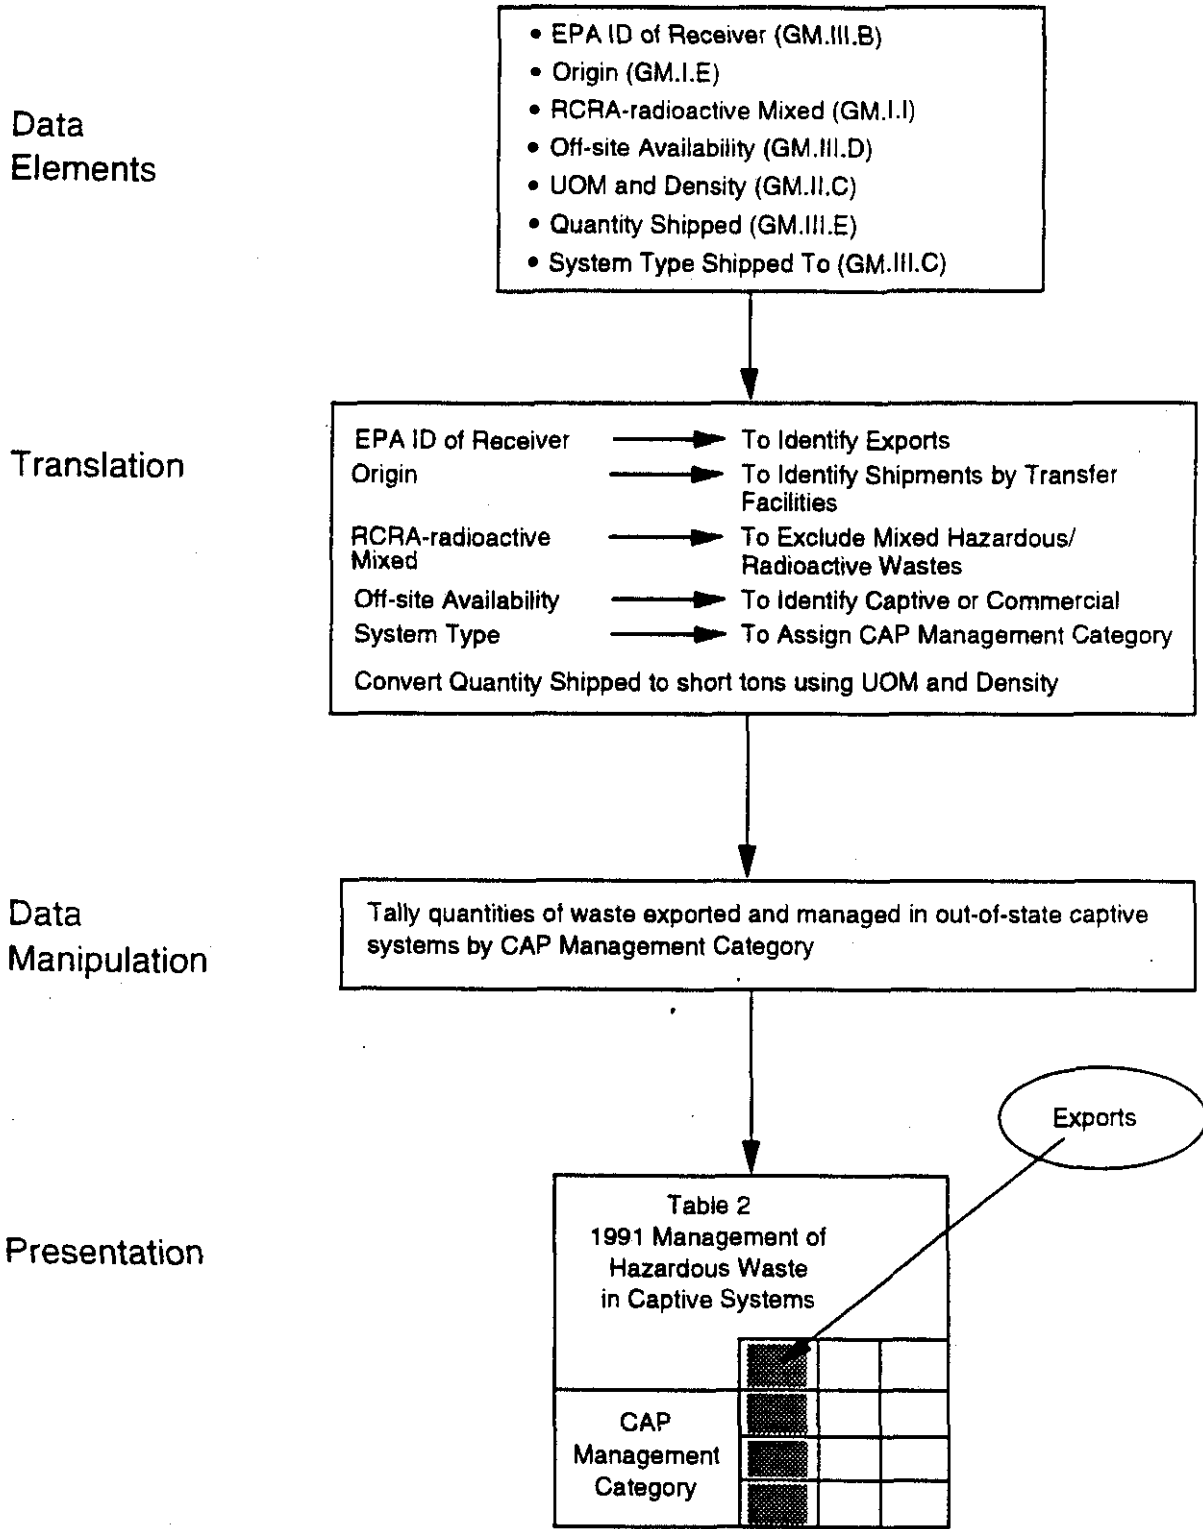 Data
Elements
• EPA ID of Receiver (GM.III.B)
• Origin (GM.I.E)
• RCRA-radioactive Mixed (GM.I.I)
• Off-site Availability (GM.III.D)
• UOM and Density (GM.II.C)
• Quantity Shipped (GM.III.E)
• System Type Shipped To (GM.III.C)
Translation
EPA ID of Receiver To Identify Exports
Origin To Identify Shipments by Transfer
Facilities
RCRA-radioactive To Exclude Mixed Hazardous/
Mixed Radioactive Wastes
Off-site Availability To Identify Captive or Commercial
System Type To Assign CAP Management Category
Convert Quantity Shipped to short tons using UOM and Density
Data
Manipulation
Tally quantities of waste exported and managed in out-of-state captive
systems by CAP Management Category
Exports
Presentation
Table 2
1991 Management of
Hazardous Waste
in Captive Systems
CAP
Management
Category